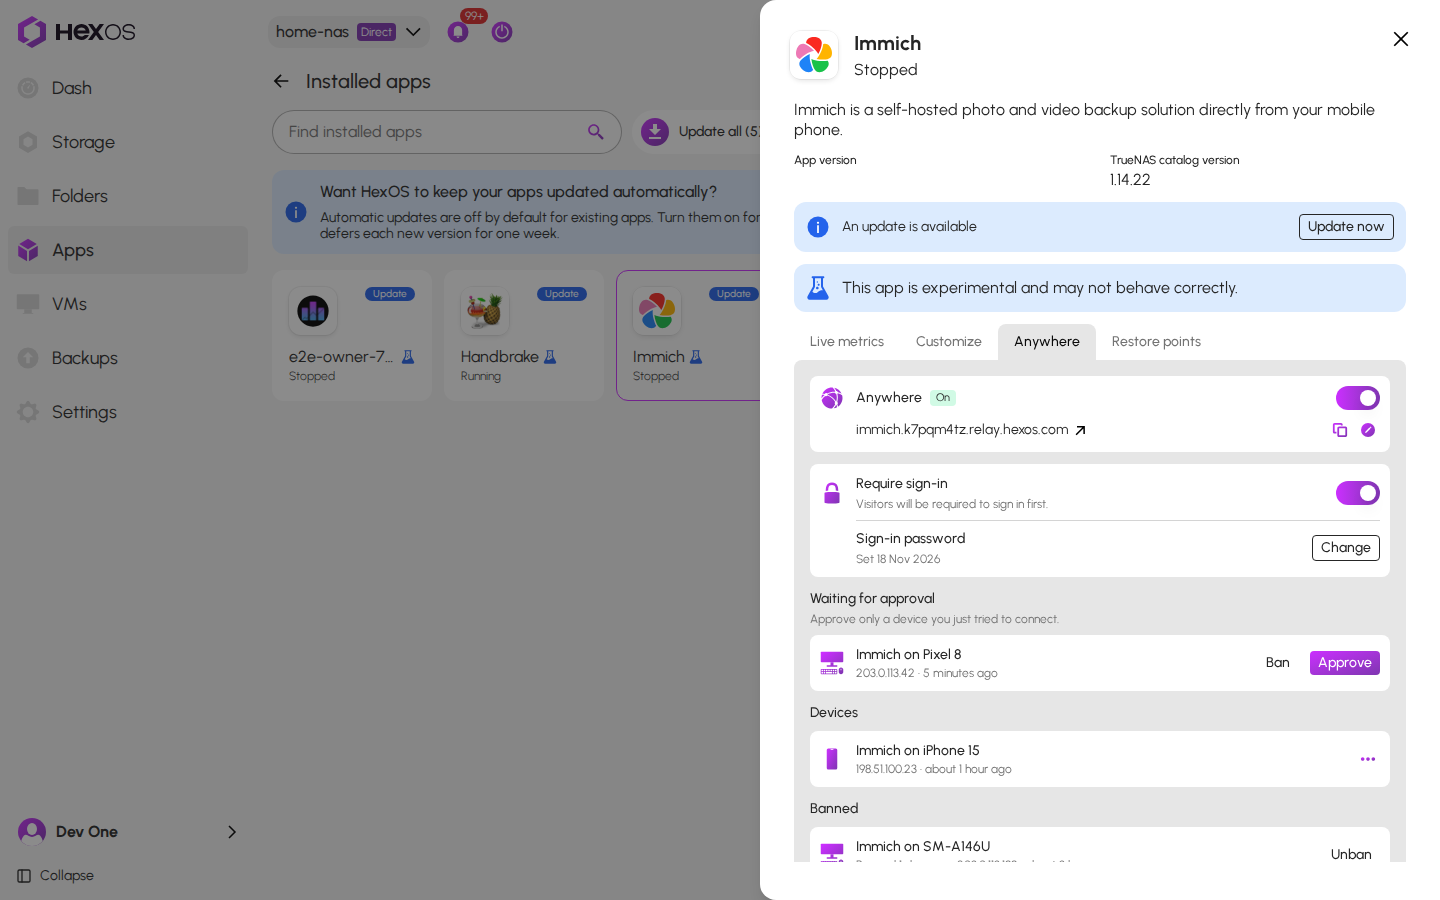 HEXOS
home-nas Direct
99+
Dash
Storage
Folders
Apps
VMs
Backups
Settings
Dev One
Collapse
Installed apps
Find installed apps
Update all (5)
Want HexOS to keep your apps updated automatically?
Automatic updates are off by default for existing apps. Turn them on for
defers each new version for one week.
Update
e2e-owner-7...
Stopped
Update
Handbrake
Running
Update
Immich
Stopped
Immich
Stopped
Immich is a self-hosted photo and video backup solution directly from your mobile
phone.
App version
TrueNAS catalog version
1.14.22
An update is available
Update now
This app is experimental and may not behave correctly.
Live metrics
Customize
Anywhere
Restore points
Anywhere On
immich.k7pqm4tz.relay.hexos.com
Require sign-in
Visitors will be required to sign in first.
Sign-in password
Set 18 Nov 2026
Change
Waiting for approval
Approve only a device you just tried to connect.
Immich on Pixel 8
203.0.113.42 · 5 minutes ago
Ban
Approve
Devices
Immich on iPhone 15
198.51.100.23 · about 1 hour ago
Banned
Immich on SM-A146U
Unban